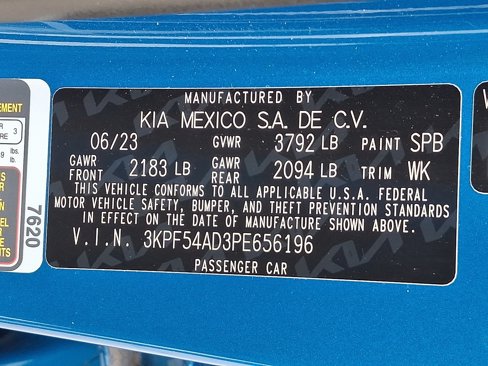 MANUFACTURED BY
KIA MEXICO S.A. DE C.V.
06/23 GVWR 3792 LB PAINT SPB
GAWR FRONT 2183 LB GAWR REAR 2094 LB TRIM WK
THIS VEHICLE CONFORMS TO ALL APPLICABLE U.S.A. FEDERAL
MOTOR VEHICLE SAFETY, BUMPER, AND THEFT PREVENTION STANDARDS
IN EFFECT ON THE DATE OF MANUFACTURE SHOWN ABOVE.
V.I.N. 3KPF54AD3PE656196
PASSENGER CAR
7620